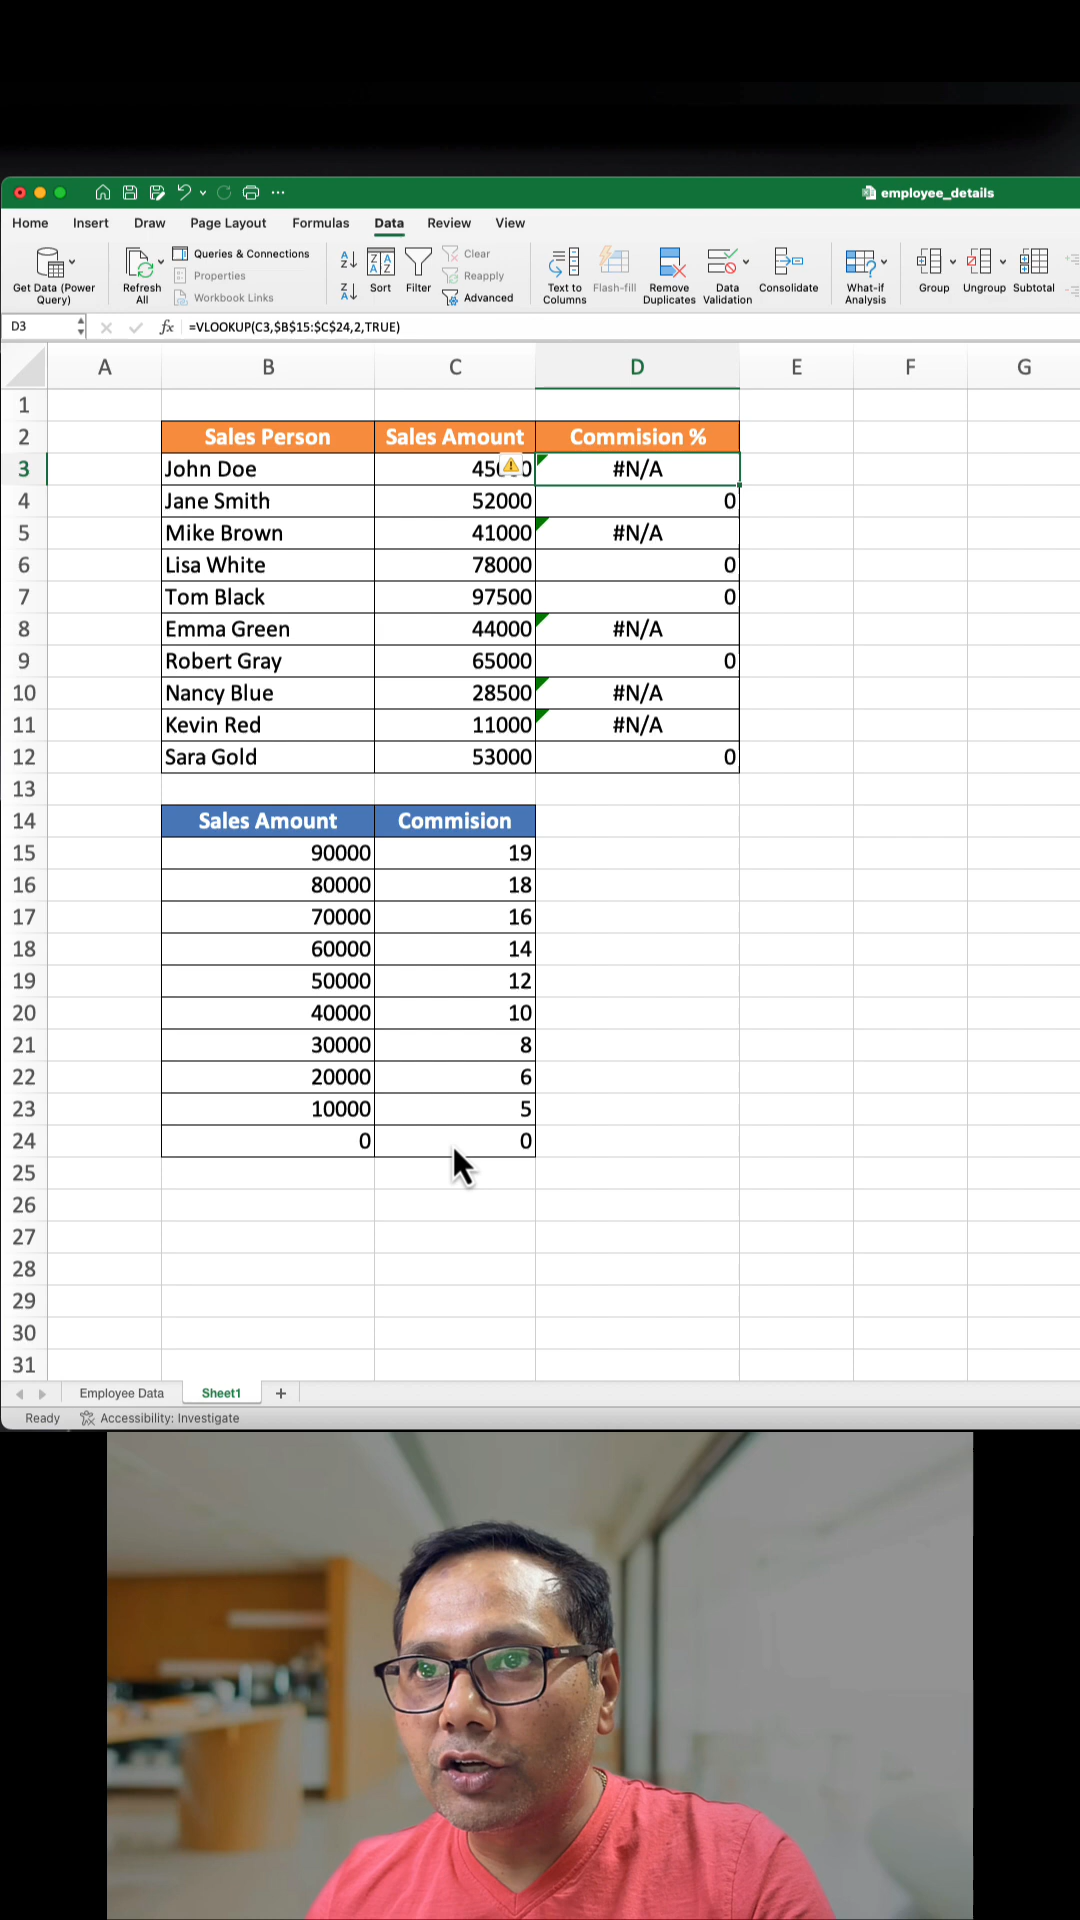 employee_details
Home Insert Draw Page Layout Formulas Data Review View
Get Data (Power Query)
Refresh All
Queries & Connections
Properties
Workbook Links
Sort
Filter
Clear
Reapply
Advanced
Text to Columns
Flash-fill
Remove Duplicates
Data Validation
Consolidate
What-if Analysis
Group
Ungroup
Subtotal
D3 fx =VLOOKUP(C3,$B$15:$C$24,2,TRUE)
A B C D E F G
1
2 Sales Person Sales Amount Commision %
3 John Doe #N/A
4 Jane Smith 52000 0
5 Mike Brown 41000 #N/A
6 Lisa White 78000 0
7 Tom Black 97500 0
8 Emma Green 44000 #N/A
9 Robert Gray 65000 0
10 Nancy Blue 28500 #N/A
11 Kevin Red 11000 #N/A
12 Sara Gold 53000 0
13
14 Sales Amount Commision
15 90000 19
16 80000 18
17 70000 16
18 60000 14
19 50000 12
20 40000 10
21 30000 8
22 20000 6
23 10000 5
24 0 0
25
26
27
28
29
30
31
Employee Data Sheet1 +
Ready Accessibility: Investigate